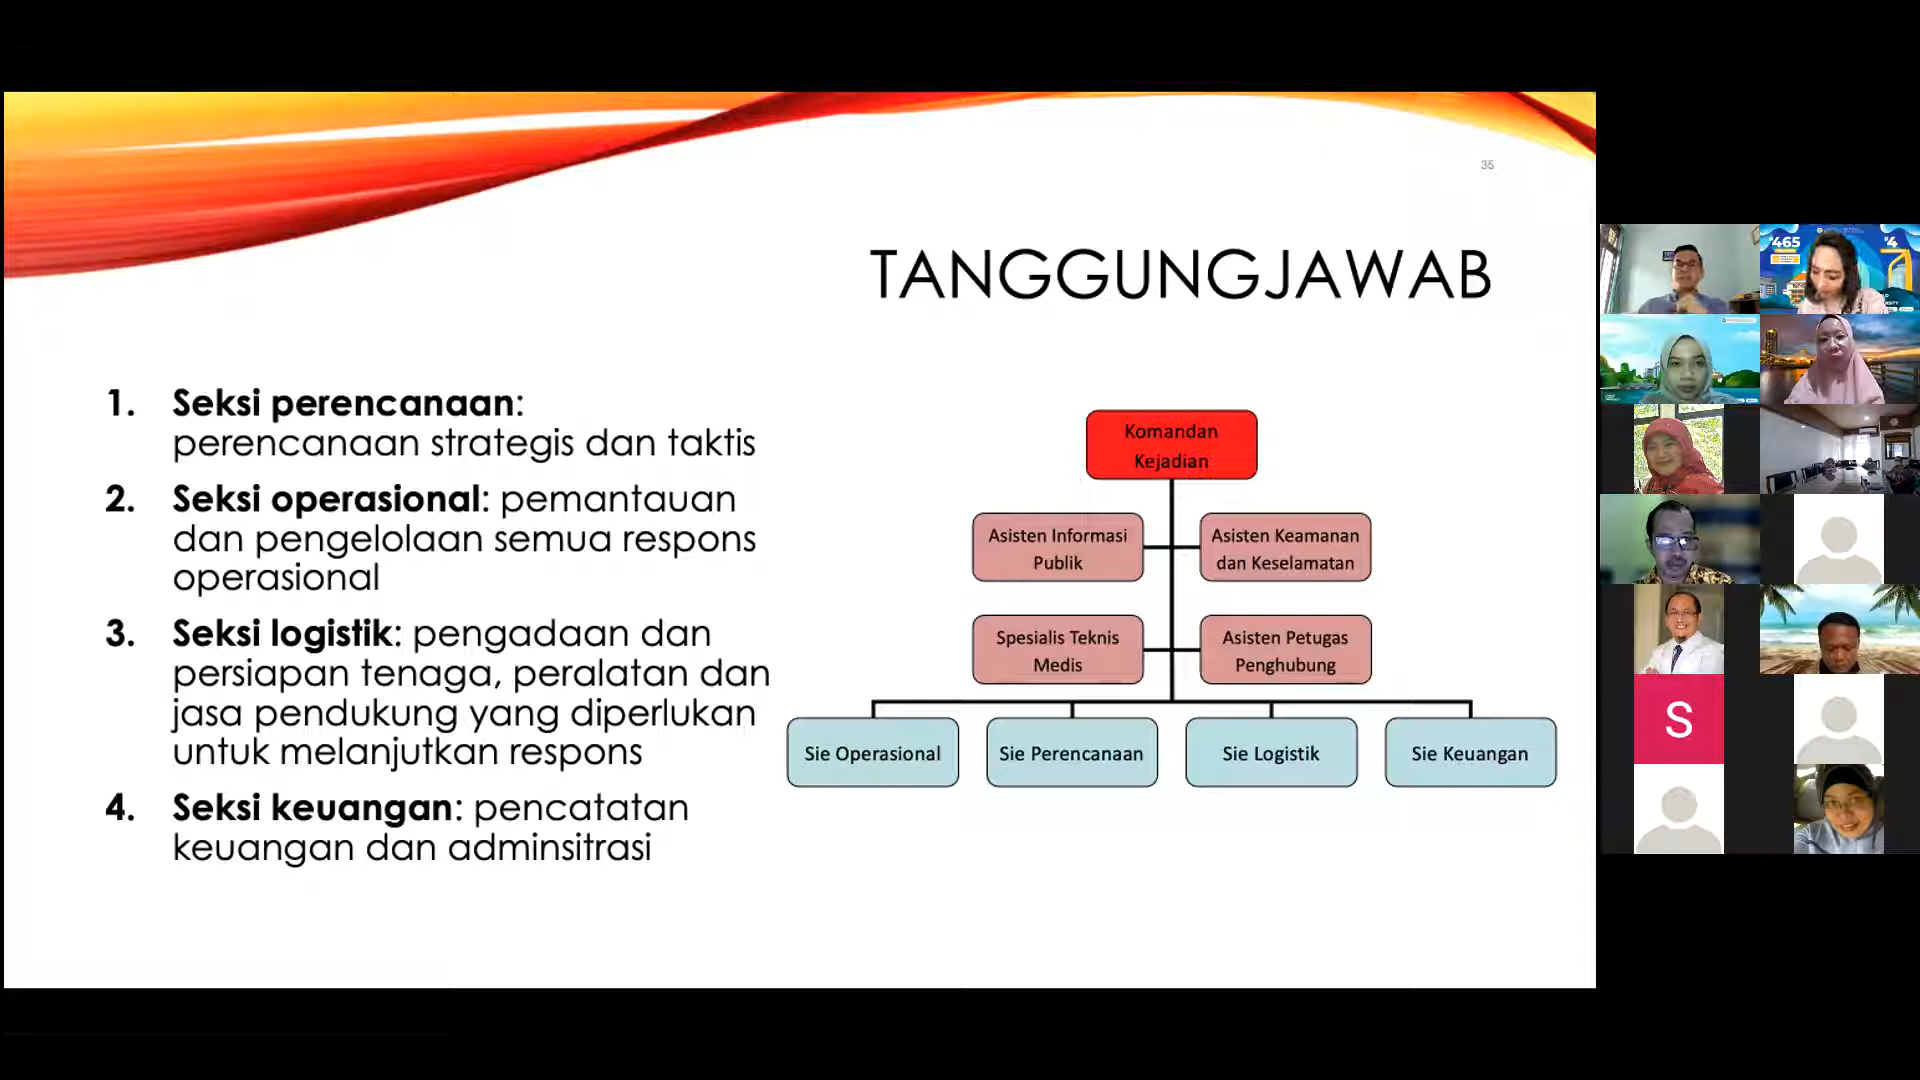 35
TANGGUNGJAWAB
1. Seksi perencanaan:
perencanaan strategis dan taktis
2. Seksi operasional: pemantauan
dan pengelolaan semua respons
operasional
3. Seksi logistik: pengadaan dan
persiapan tenaga, peralatan dan
jasa pendukung yang diperlukan
untuk melanjutkan respons
4. Seksi keuangan: pencatatan
keuangan dan adminsitrasi
Komandan
Kejadian
Asisten Informasi
Publik
Asisten Keamanan
dan Keselamatan
Spesialis Teknis
Medis
Asisten Petugas
Penghubung
Sie Operasional
Sie Perencanaan
Sie Logistik
Sie Keuangan
#465
#4
S